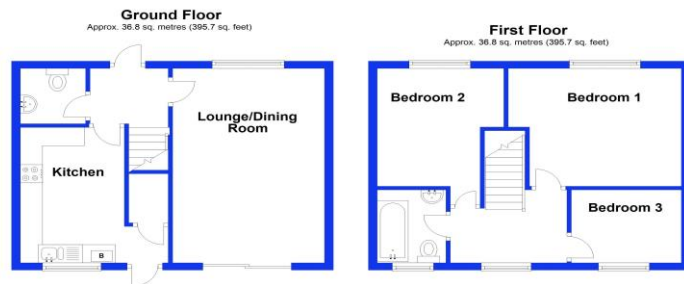 Ground Floor
Approx. 36.8 sq. metres (395.7 sq. feet)
Lounge/Dining
Room
Kitchen
B
First Floor
Approx. 36.8 sq. metres (395.7 sq. feet)
Bedroom 2
Bedroom 1
Bedroom 3